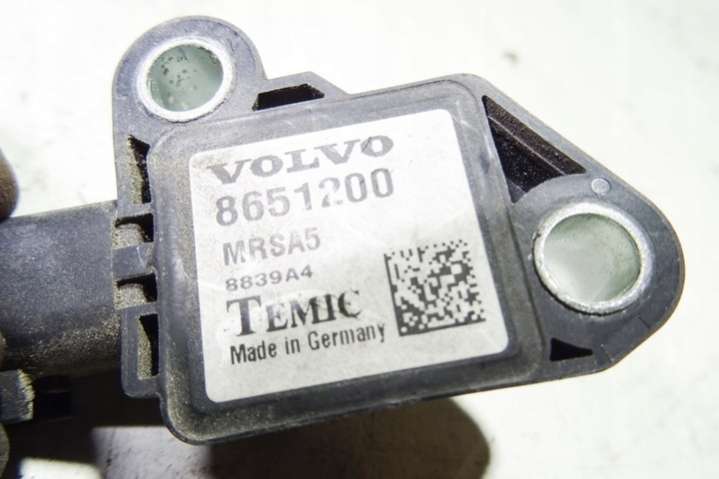 VOLVO
8651200
MRSA5
8839A4
TEMIC
Made in Germany